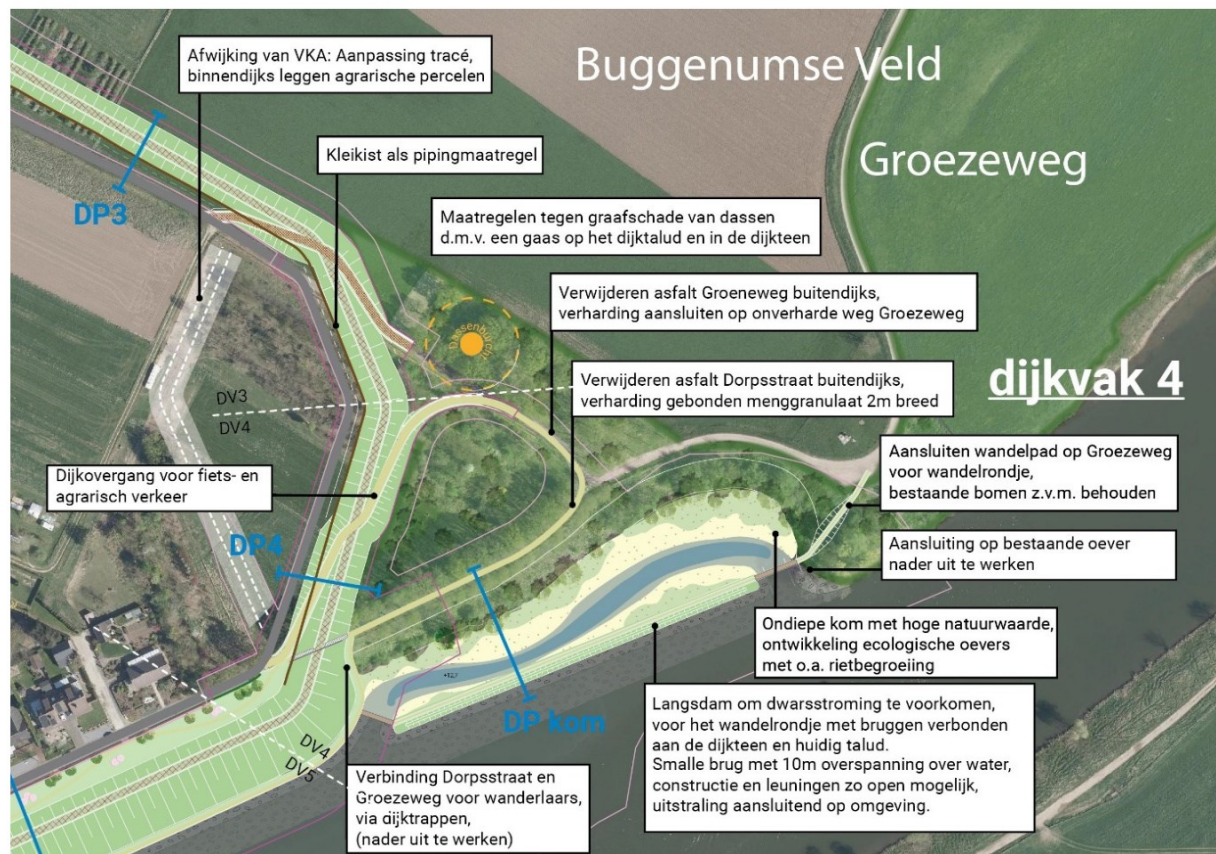 Afwijking van VKA: Aanpassing tracé,
binnendijks leggen agrarische percelen
Buggenumse Veld
Kleikist als pipingmaatregel
Groezeweg
DP3
Maatregelen tegen graafschade van dassen
d.m.v. een gaas op het dijktalud en in de dijkteen
Verwijderen asfalt Groeneweg buitendijks,
verharding aansluiten op onverharde weg Groezeweg
dijkvak 4
Verwijderen asfalt Dorpsstraat buitendijks,
verharding gebonden menggranulaat 2m breed
DV3
DV4
Aansluiten wandelpad op Groezeweg
voor wandelrondje,
bestaande bomen z.v.m. behouden
Dijkovergang voor fiets- en
agrarisch verkeer
DP4
Aansluiting op bestaande oever
nader uit te werken
Ondiepe kom met hoge natuurwaarde,
ontwikkeling ecologische oevers
met o.a. rietbegroeiing
DP kom
Langsdam om dwarsstroming te voorkomen,
voor het wandelrondje met bruggen verbonden
aan de dijkteen en huidig talud.
Smalle brug met 10m overspanning over water,
constructie en leuningen zo open mogelijk,
uitstraling aansluitend op omgeving.
DV4
DV5
Verbinding Dorpsstraat en
Groezeweg voor wanderlaars,
via dijktrappen,
(nader uit te werken)